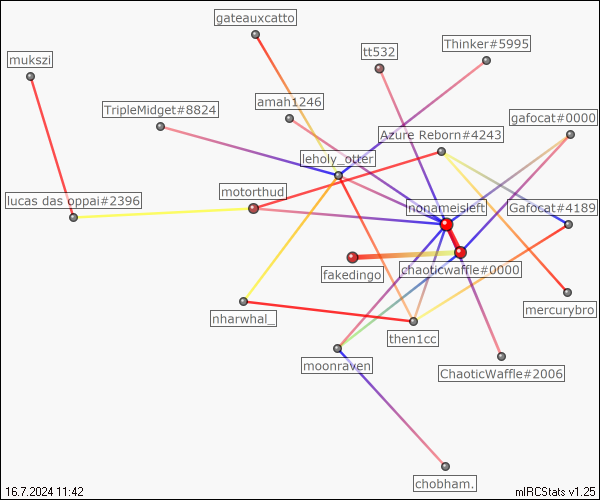 gateauxcatto
Thinker#5995
tt532
mukszi
amah1246
TripleMidget#8824
gafocat#0000
Azure Reborn#4243
leholy_otter
motorthud
lucas das oppai#2396
nonameisleft
Gafocat#4189
fakedingo
chaoticwaffle#0000
mercurybro
nharwhal_
then1cc
moonraven
ChaoticWaffle#2006
chobham.
16.7.2024 11:42
mIRCStats v1.25